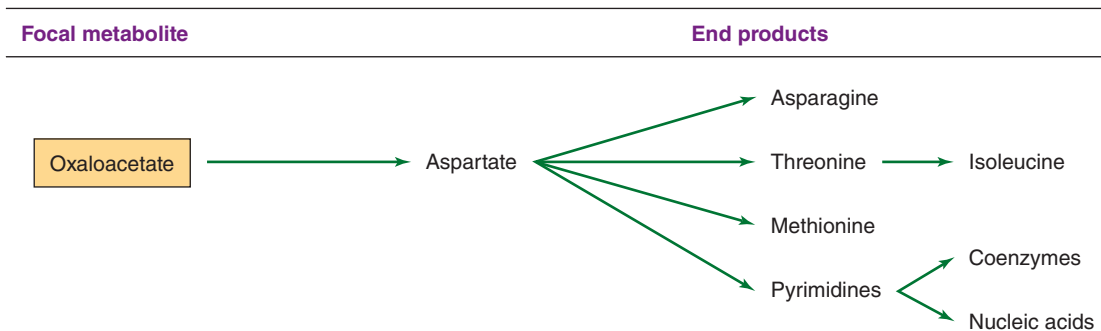 Focal metabolite End products
Asparagine
Oxaloacetate Aspartate Threonine Isoleucine
Methionine
Coenzymes
Pyrimidines
Nucleic acids